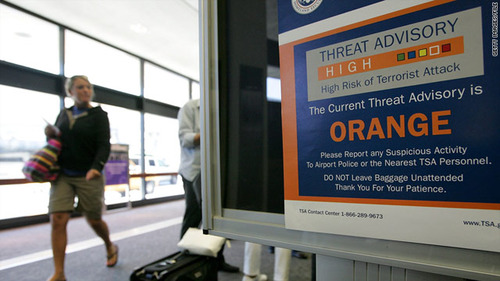 THREAT ADVISORY
HIGH
High Risk of Terrorist Attack
The Current Threat Advisory is
ORANGE
Please Report any Suspicious Activity
To Airport Police or the Nearest TSA Personnel.
DO NOT Leave Baggage Unattended
Thank You For Your Patience.
TSA Contact Center 1-866-289-9673
www.TSA.g
GETTY IMAGES/FILE